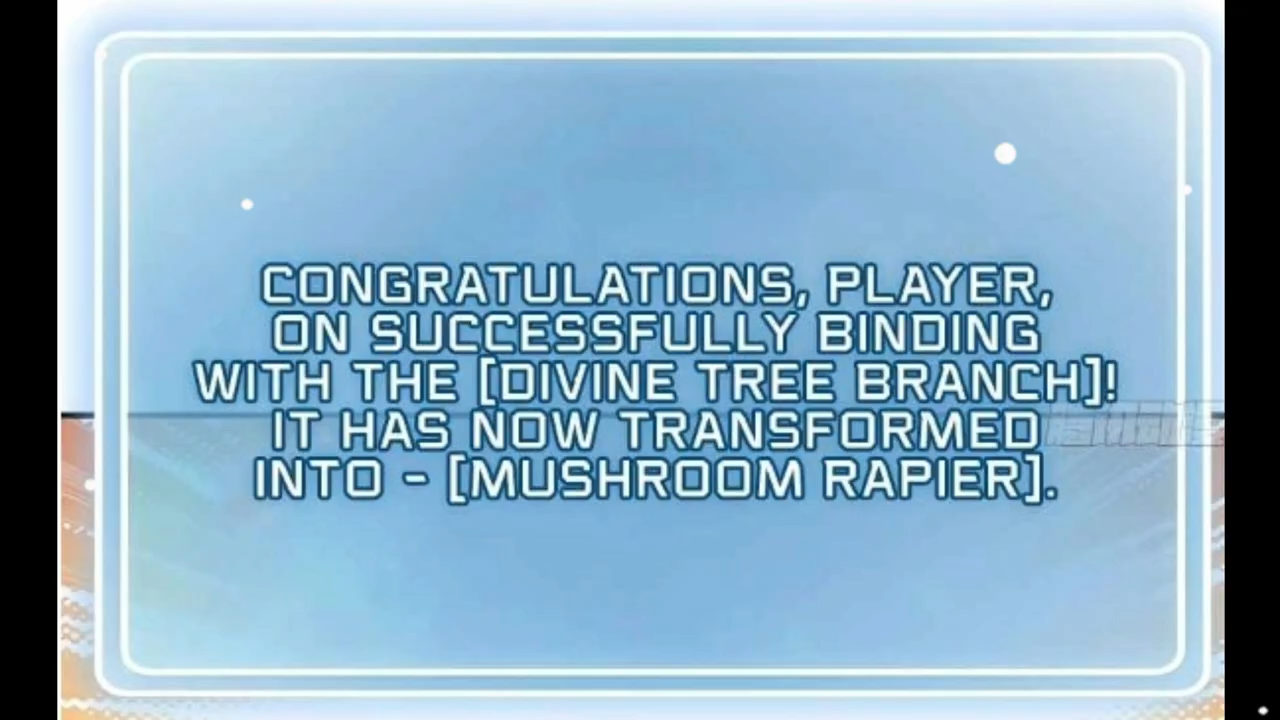 CONGRATULATIONS, PLAYER,
ON SUCCESSFULLY BINDING
WITH THE [DIVINE TREE BRANCH]!
IT HAS NOW TRANSFORMED
INTO - [MUSHROOM RAPIER].